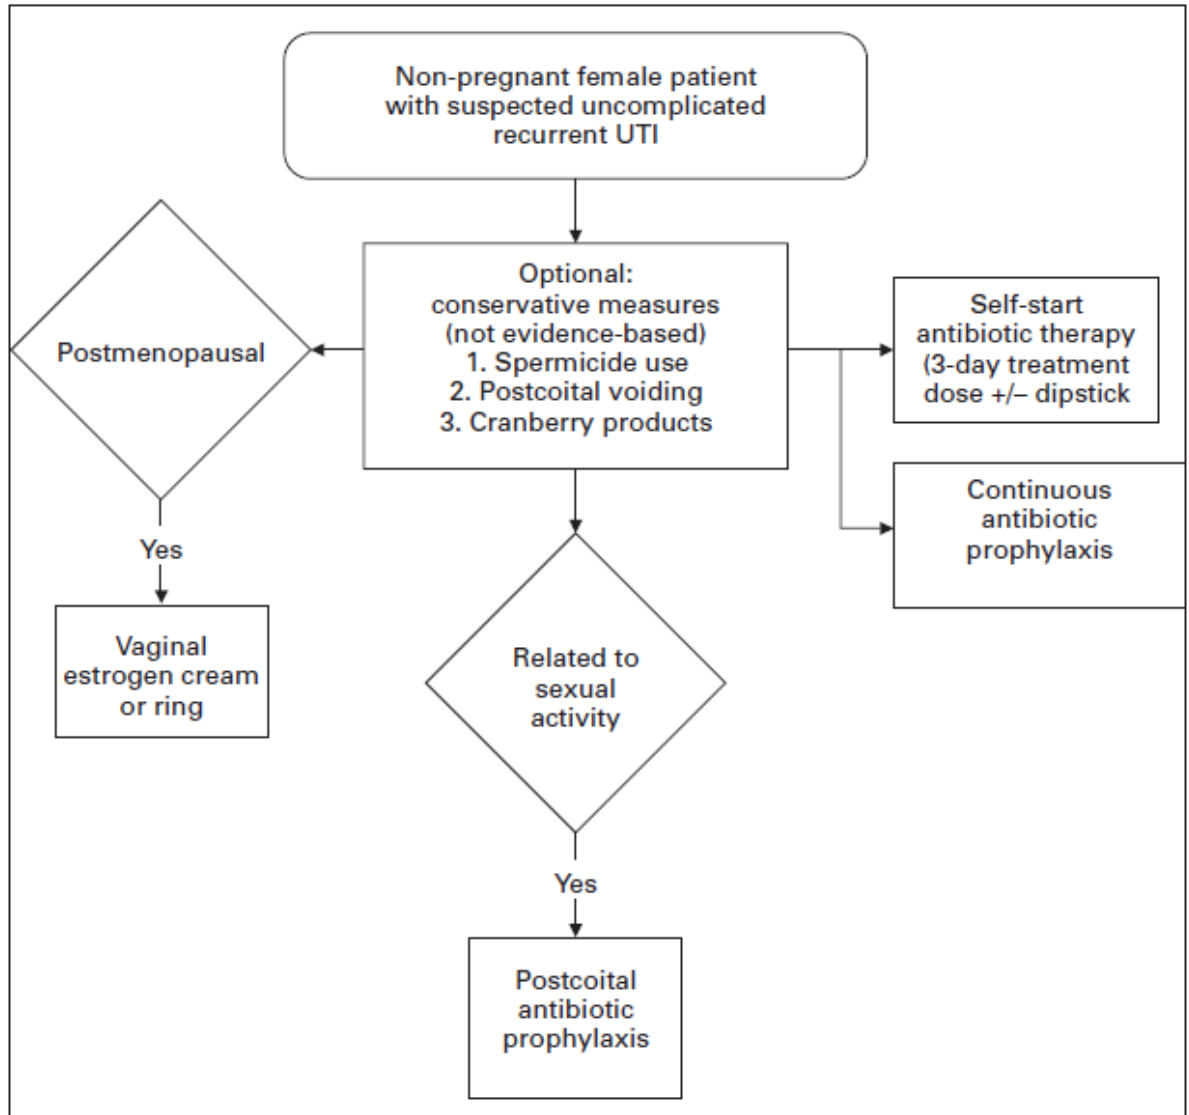 Non-pregnant female patient
with suspected uncomplicated
recurrent UTI
Optional:
conservative measures
(not evidence-based)
1. Spermicide use
2. Postcoital voiding
3. Cranberry products
Postmenopausal
Yes
Vaginal
estrogen cream
or ring
Self-start
antibiotic therapy
(3-day treatment
dose +/– dipstick
Continuous
antibiotic
prophylaxis
Related to
sexual
activity
Yes
Postcoital
antibiotic
prophylaxis